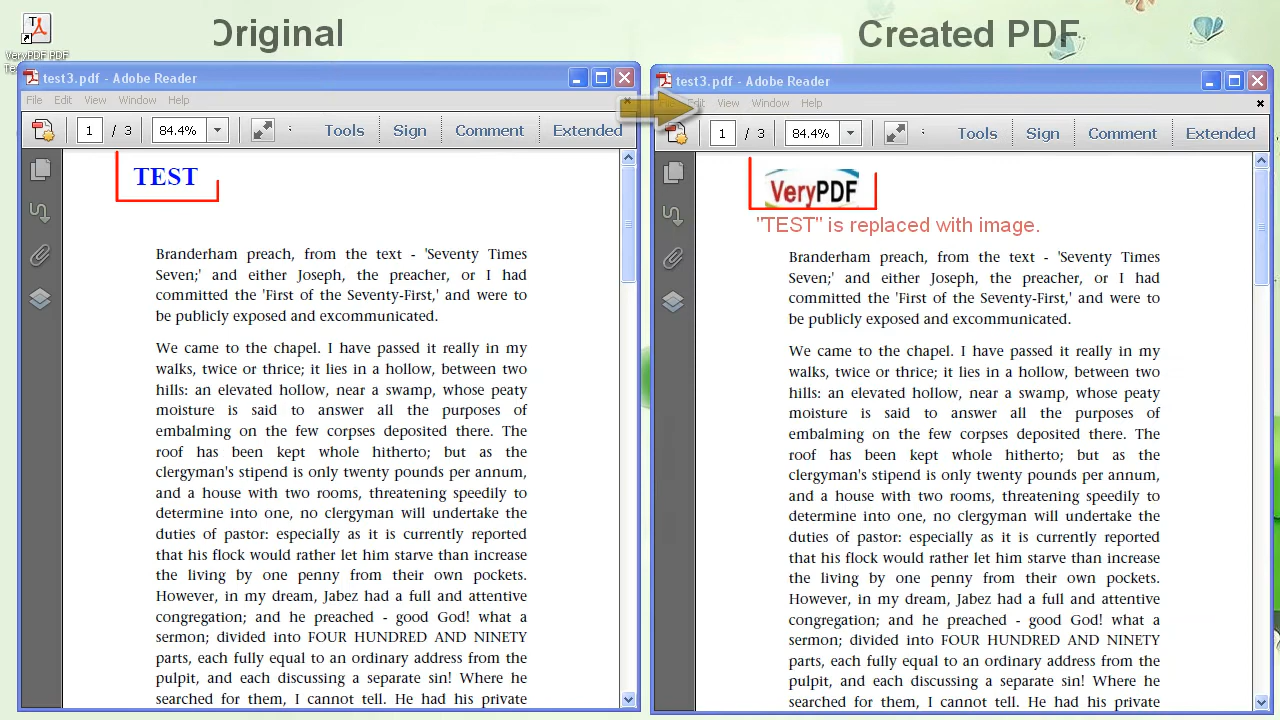 Original
Created PDF
VeryPDF PDF
test3.pdf - Adobe Reader
File Edit View Window Help
1 / 3 84.4% Tools Sign Comment Extended
TEST
Branderham preach, from the text - 'Seventy Times
Seven;' and either Joseph, the preacher, or I had
committed the 'First of the Seventy-First,' and were to
be publicly exposed and excommunicated.
We came to the chapel. I have passed it really in my
walks, twice or thrice; it lies in a hollow, between two
hills: an elevated hollow, near a swamp, whose peaty
moisture is said to answer all the purposes of
embalming on the few corpses deposited there. The
roof has been kept whole hitherto; but as the
clergyman's stipend is only twenty pounds per annum,
and a house with two rooms, threatening speedily to
determine into one, no clergyman will undertake the
duties of pastor: especially as it is currently reported
that his flock would rather let him starve than increase
the living by one penny from their own pockets.
However, in my dream, Jabez had a full and attentive
congregation; and he preached - good God! what a
sermon; divided into FOUR HUNDRED AND NINETY
parts, each fully equal to an ordinary address from the
pulpit, and each discussing a separate sin! Where he
searched for them, I cannot tell. He had his private
test3.pdf - Adobe Reader
File Edit View Window Help
1 / 3 84.4% Tools Sign Comment Extended
VeryPDF
"TEST" is replaced with image.
Branderham preach, from the text - 'Seventy Times
Seven;' and either Joseph, the preacher, or I had
committed the 'First of the Seventy-First,' and were to
be publicly exposed and excommunicated.
We came to the chapel. I have passed it really in my
walks, twice or thrice; it lies in a hollow, between two
hills: an elevated hollow, near a swamp, whose peaty
moisture is said to answer all the purposes of
embalming on the few corpses deposited there. The
roof has been kept whole hitherto; but as the
clergyman's stipend is only twenty pounds per annum,
and a house with two rooms, threatening speedily to
determine into one, no clergyman will undertake the
duties of pastor: especially as it is currently reported
that his flock would rather let him starve than increase
the living by one penny from their own pockets.
However, in my dream, Jabez had a full and attentive
congregation; and he preached - good God! what a
sermon; divided into FOUR HUNDRED AND NINETY
parts, each fully equal to an ordinary address from the
pulpit, and each discussing a separate sin! Where he
searched for them, I cannot tell. He had his private